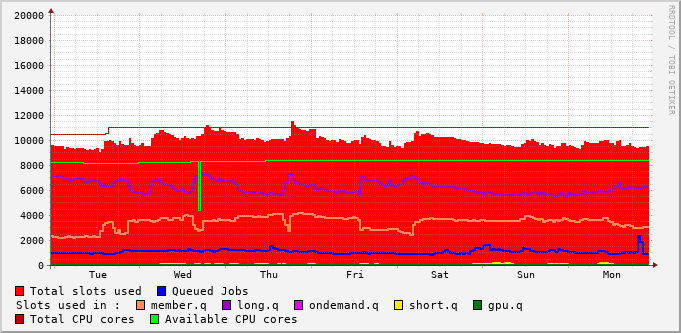 20000
18000
16000
14000
12000
10000
8000
6000
4000
2000
0
Tue Wed Thu Fri Sat Sun Mon
RRDTOOL / TOBI OETIKER
Total slots used Queued Jobs
Slots used in : member.q long.q ondemand.q short.q gpu.q
Total CPU cores Available CPU cores